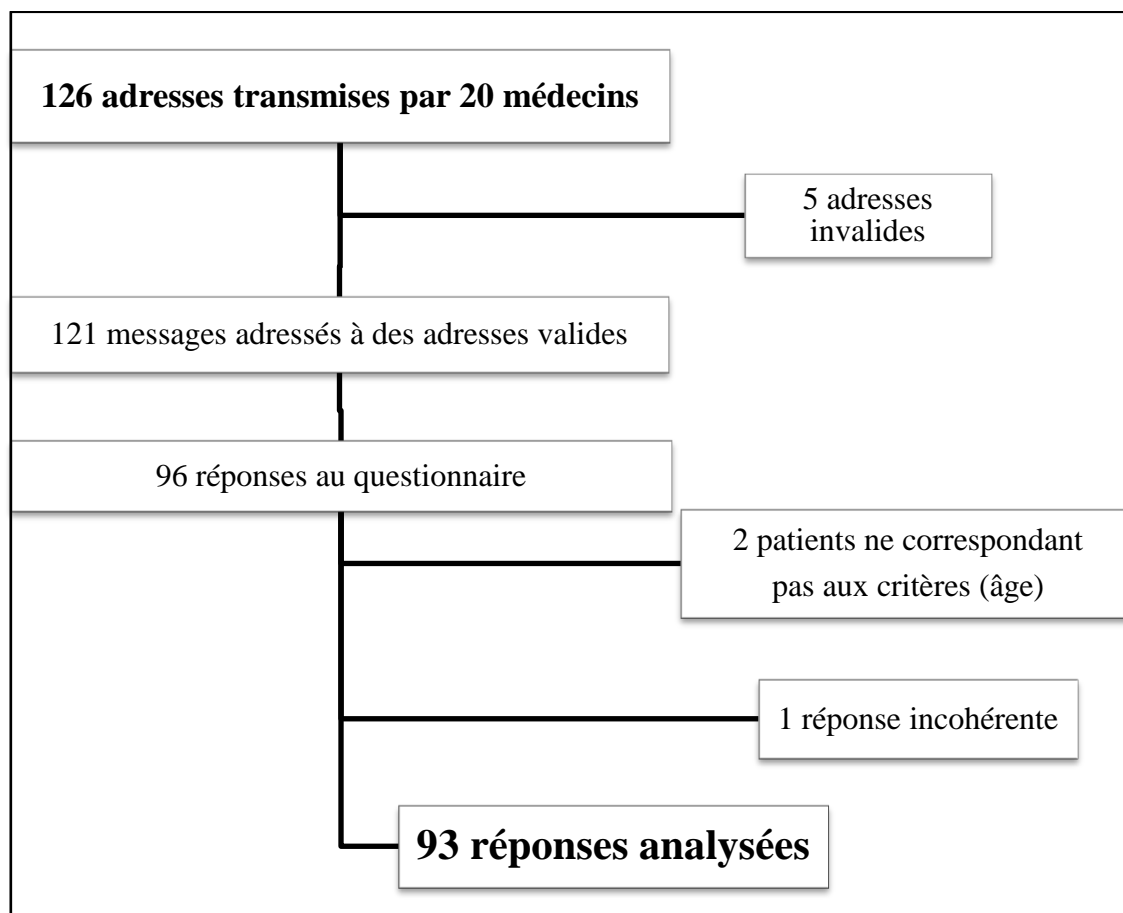 126 adresses transmises par 20 médecins
5 adresses
invalides
121 messages adressés à des adresses valides
96 réponses au questionnaire
2 patients ne correspondant
pas aux critères (âge)
1 réponse incohérente
93 réponses analysées